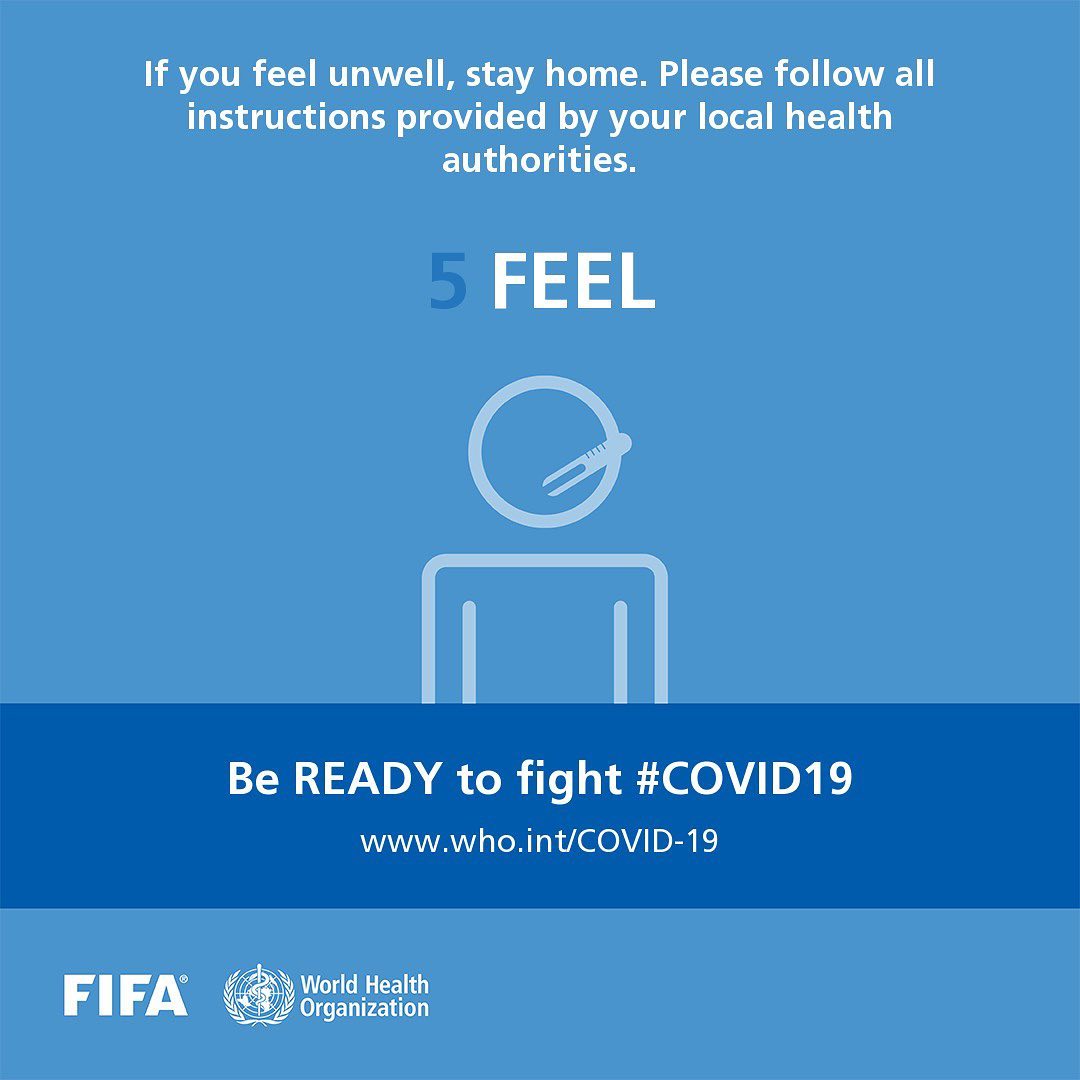 If you feel unwell, stay home. Please follow all
instructions provided by your local health
authorities.
5 FEEL
Be READY to fight #COVID19
www.who.int/COVID-19
FIFA®
World Health
Organization